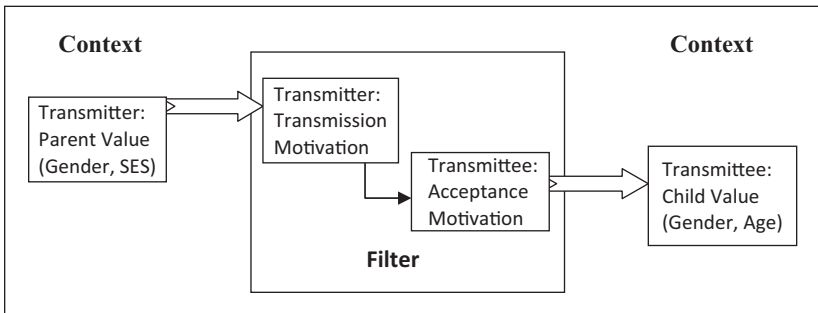 Context
Context
Transmitter:
Parent Value
(Gender, SES)
Transmitter:
Transmission
Motivation
Transmittee:
Acceptance
Motivation
Transmittee:
Child Value
(Gender, Age)
Filter